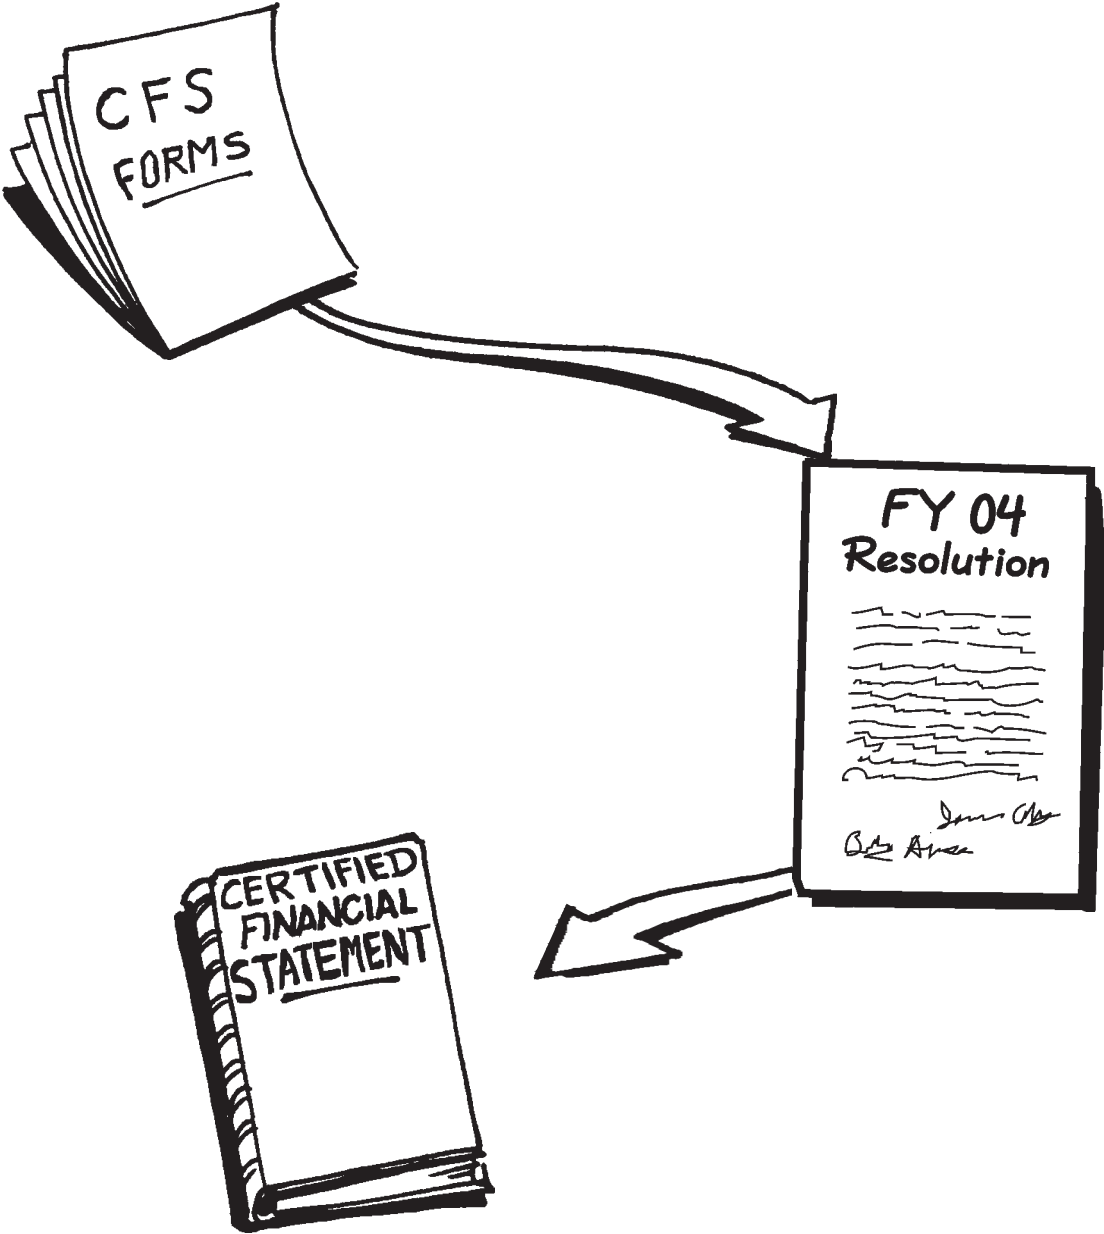 CFS
FORMS
FY 04
Resolution
CERTIFIED
FINANCIAL
STATEMENT